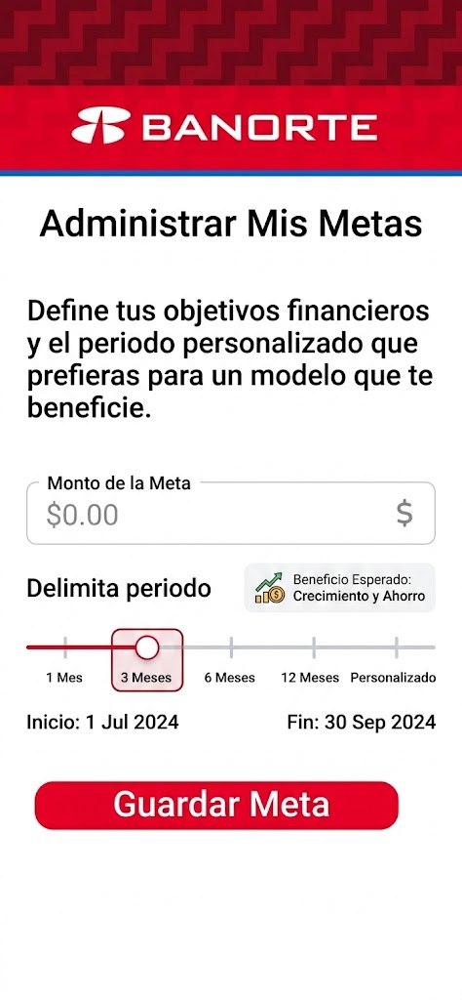 BANORTE
Administrar Mis Metas
Define tus objetivos financieros
y el periodo personalizado que
prefieras para un modelo que te
beneficie.
Monto de la Meta
$0.00 $
Delimita periodo
Beneficio Esperado:
Crecimiento y Ahorro
1 Mes 3 Meses 6 Meses 12 Meses Personalizado
Inicio: 1 Jul 2024 Fin: 30 Sep 2024
Guardar Meta